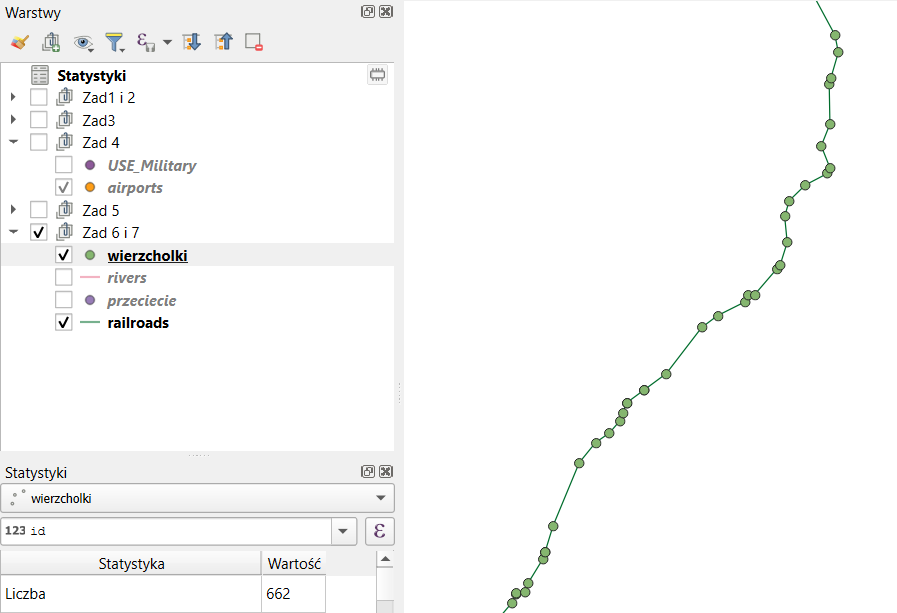 Warstwy
Statystyki
Zad1 i 2
Zad3
Zad 4
USE_Military
airports
Zad 5
Zad 6 i 7
wierzcholki
rivers
przeciecie
railroads
Statystyki
wierzcholki
123 id
ε
Statystyka Wartość
Liczba 662